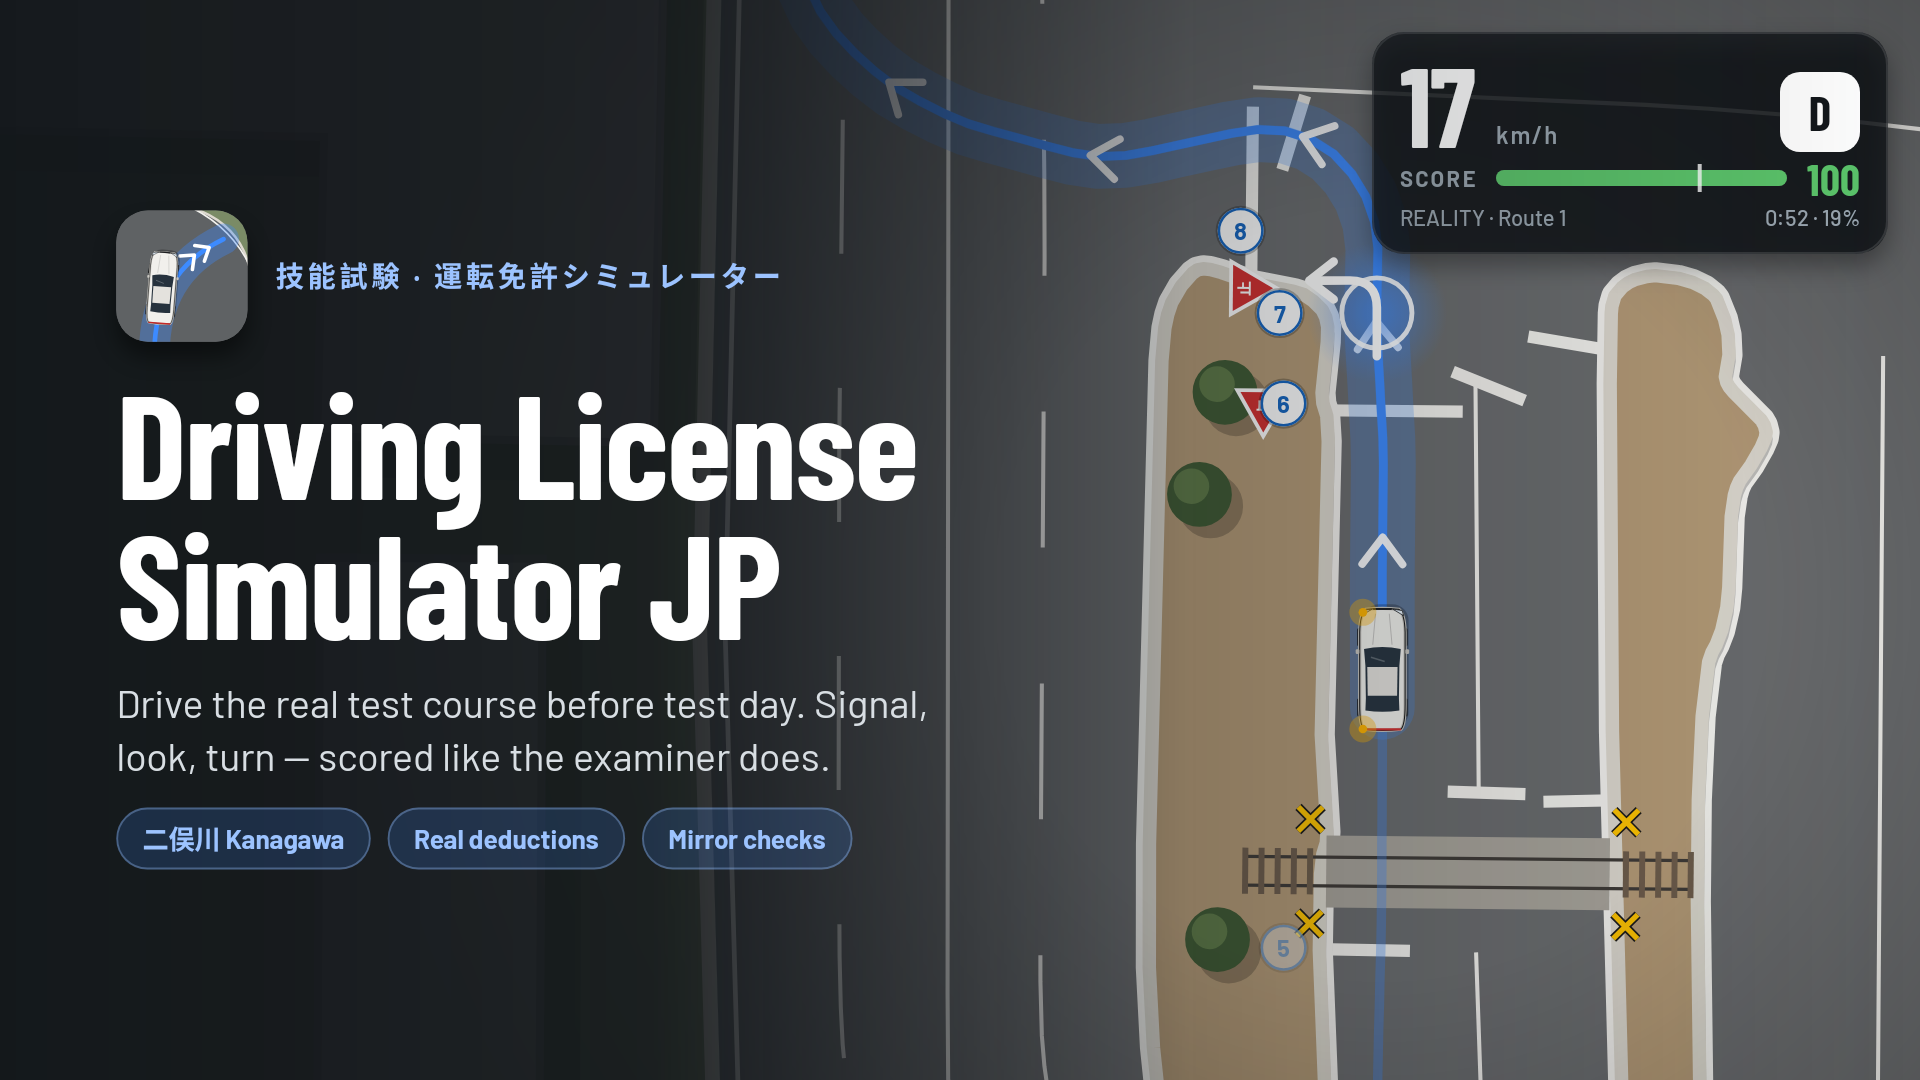 技能試験 · 運転免許シミュレーター
Driving License
Simulator JP
Drive the real test course before test day. Signal,
look, turn — scored like the examiner does.
二俣川 Kanagawa
Real deductions
Mirror checks
17 km/h
D
SCORE 100
REALITY · Route 1
0:52 · 19%
8
7
6
5